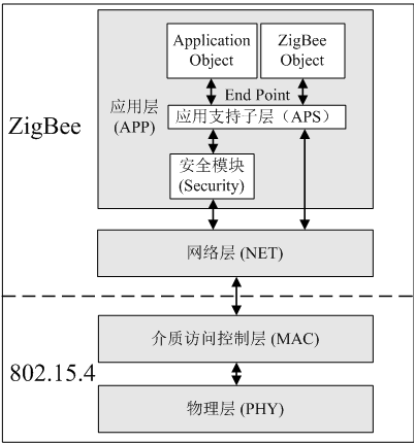 Application
Object
ZigBee
Object
End Point
应用层
(APP)
应用支持子层（APS）
ZigBee
安全模块
(Security)
网络层 (NET)
介质访问控制层 (MAC)
802.15.4
物理层 (PHY)